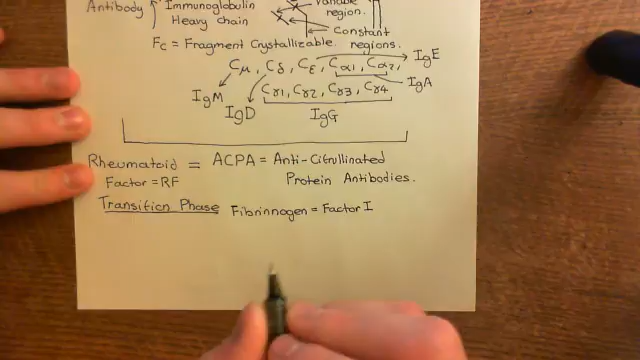 Antibody Immunoglobulin Variable
Heavy chain region.
Constant
Fc = Fragment Crystallizable regions.
Cμ, Cδ, Cε, Cα1, Cα2, IgE
IgM Cγ1, Cγ2, Cγ3, Cγ4 IgA
IgD IgG
Rheumatoid = ACPA = Anti-Citrullinated
Factor = RF Protein Antibodies.
Transition Phase Fibrinnogen = Factor I